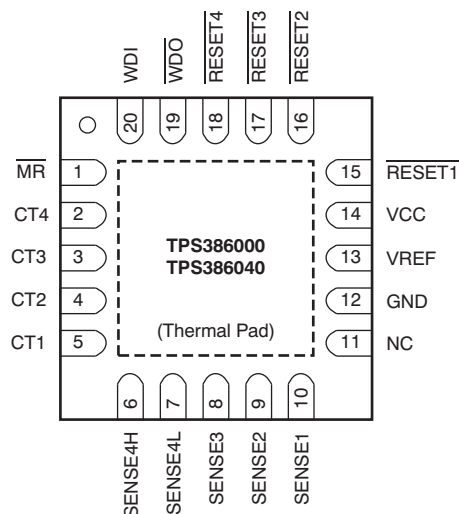 WDI
WDO
RESET4
RESET3
RESET2
20
19
18
17
16
MR 1
CT4 2
CT3 3
CT2 4
CT1 5
TPS386000
TPS386040
(Thermal Pad)
15 RESET1
14 VCC
13 VREF
12 GND
11 NC
6
7
8
9
10
SENSE4H
SENSE4L
SENSE3
SENSE2
SENSE1